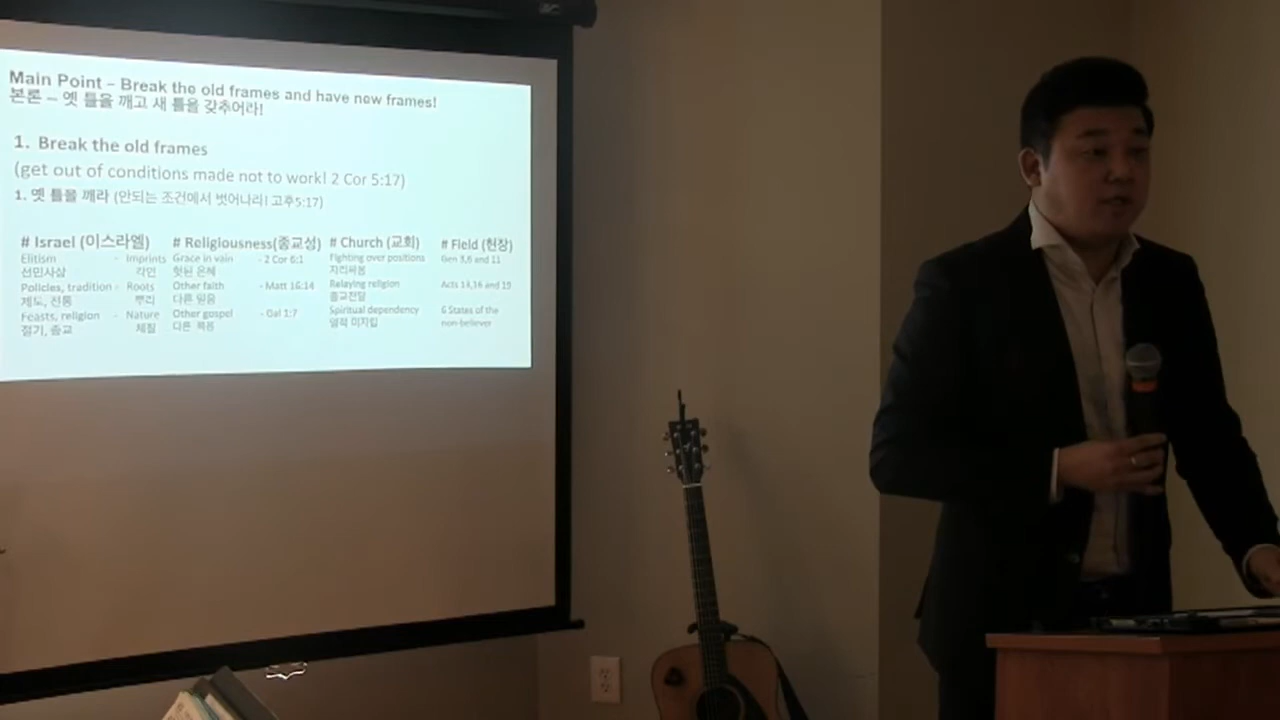 Main Point – Break the old frames and have new frames!
본론 – 옛 틀을 깨고 새 틀을 갖추어라!
1. Break the old frames
(get out of conditions made not to work! 2 Cor 5:17)
1. 옛 틀을 깨라 (안되는 조건에서 벗어나라! 고후5:17)
# Israel (이스라엘) # Religiousness(종교성) # Church (교회) # Field (현장)
Elitism - Imprints Grace in vain - 2 Cor 6:1 Fighting over positions Gen 3,6 and 11
선민사상 각인 헛된 은혜 자리싸움
Policies, tradition - Roots Other faith - Matt 16:14 Relaying religion Acts 13,16 and 19
제도, 전통 뿌리 다른 믿음 종교전달
Feasts, religion - Nature Other gospel - Gal 1:7 Spiritual dependency 6 States of the
절기, 종교 체질 다른 복음 영적 미자립 non-believer